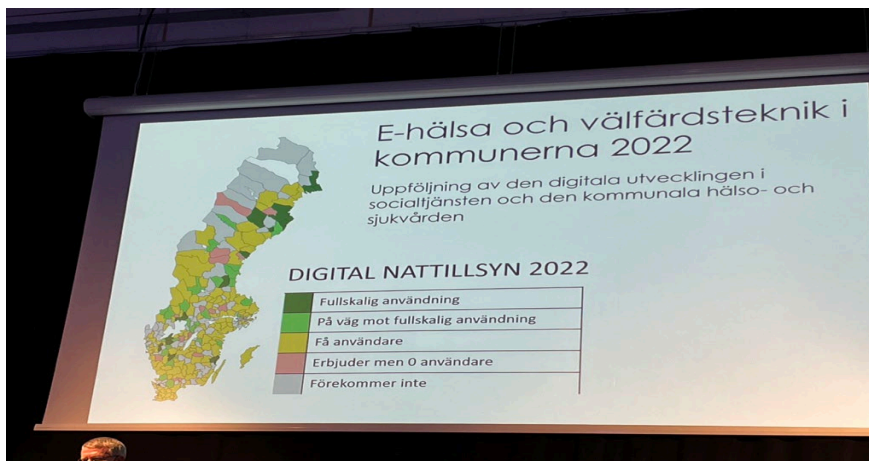 E-hälsa och välfärdsteknik i
kommunerna 2022
Uppföljning av den digitala utvecklingen i
socialtjänsten och den kommunala hälso- och
sjukvården
DIGITAL NATTILLSYN 2022
Fullskalig användning
På väg mot fullskalig användning
Få användare
Erbjuder men 0 användare
Förekommer inte